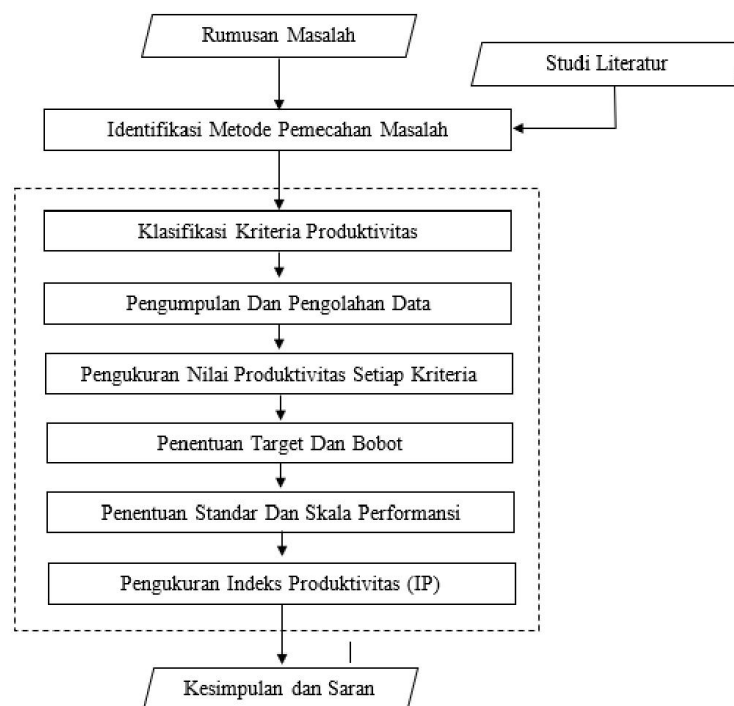 Rumusan Masalah
Studi Literatur
Identifikasi Metode Pemecahan Masalah
Klasifikasi Kriteria Produktivitas
Pengumpulan Dan Pengolahan Data
Pengukuran Nilai Produktivitas Setiap Kriteria
Penentuan Target Dan Bobot
Penentuan Standar Dan Skala Performansi
Pengukuran Indeks Produktivitas (IP)
Kesimpulan dan Saran